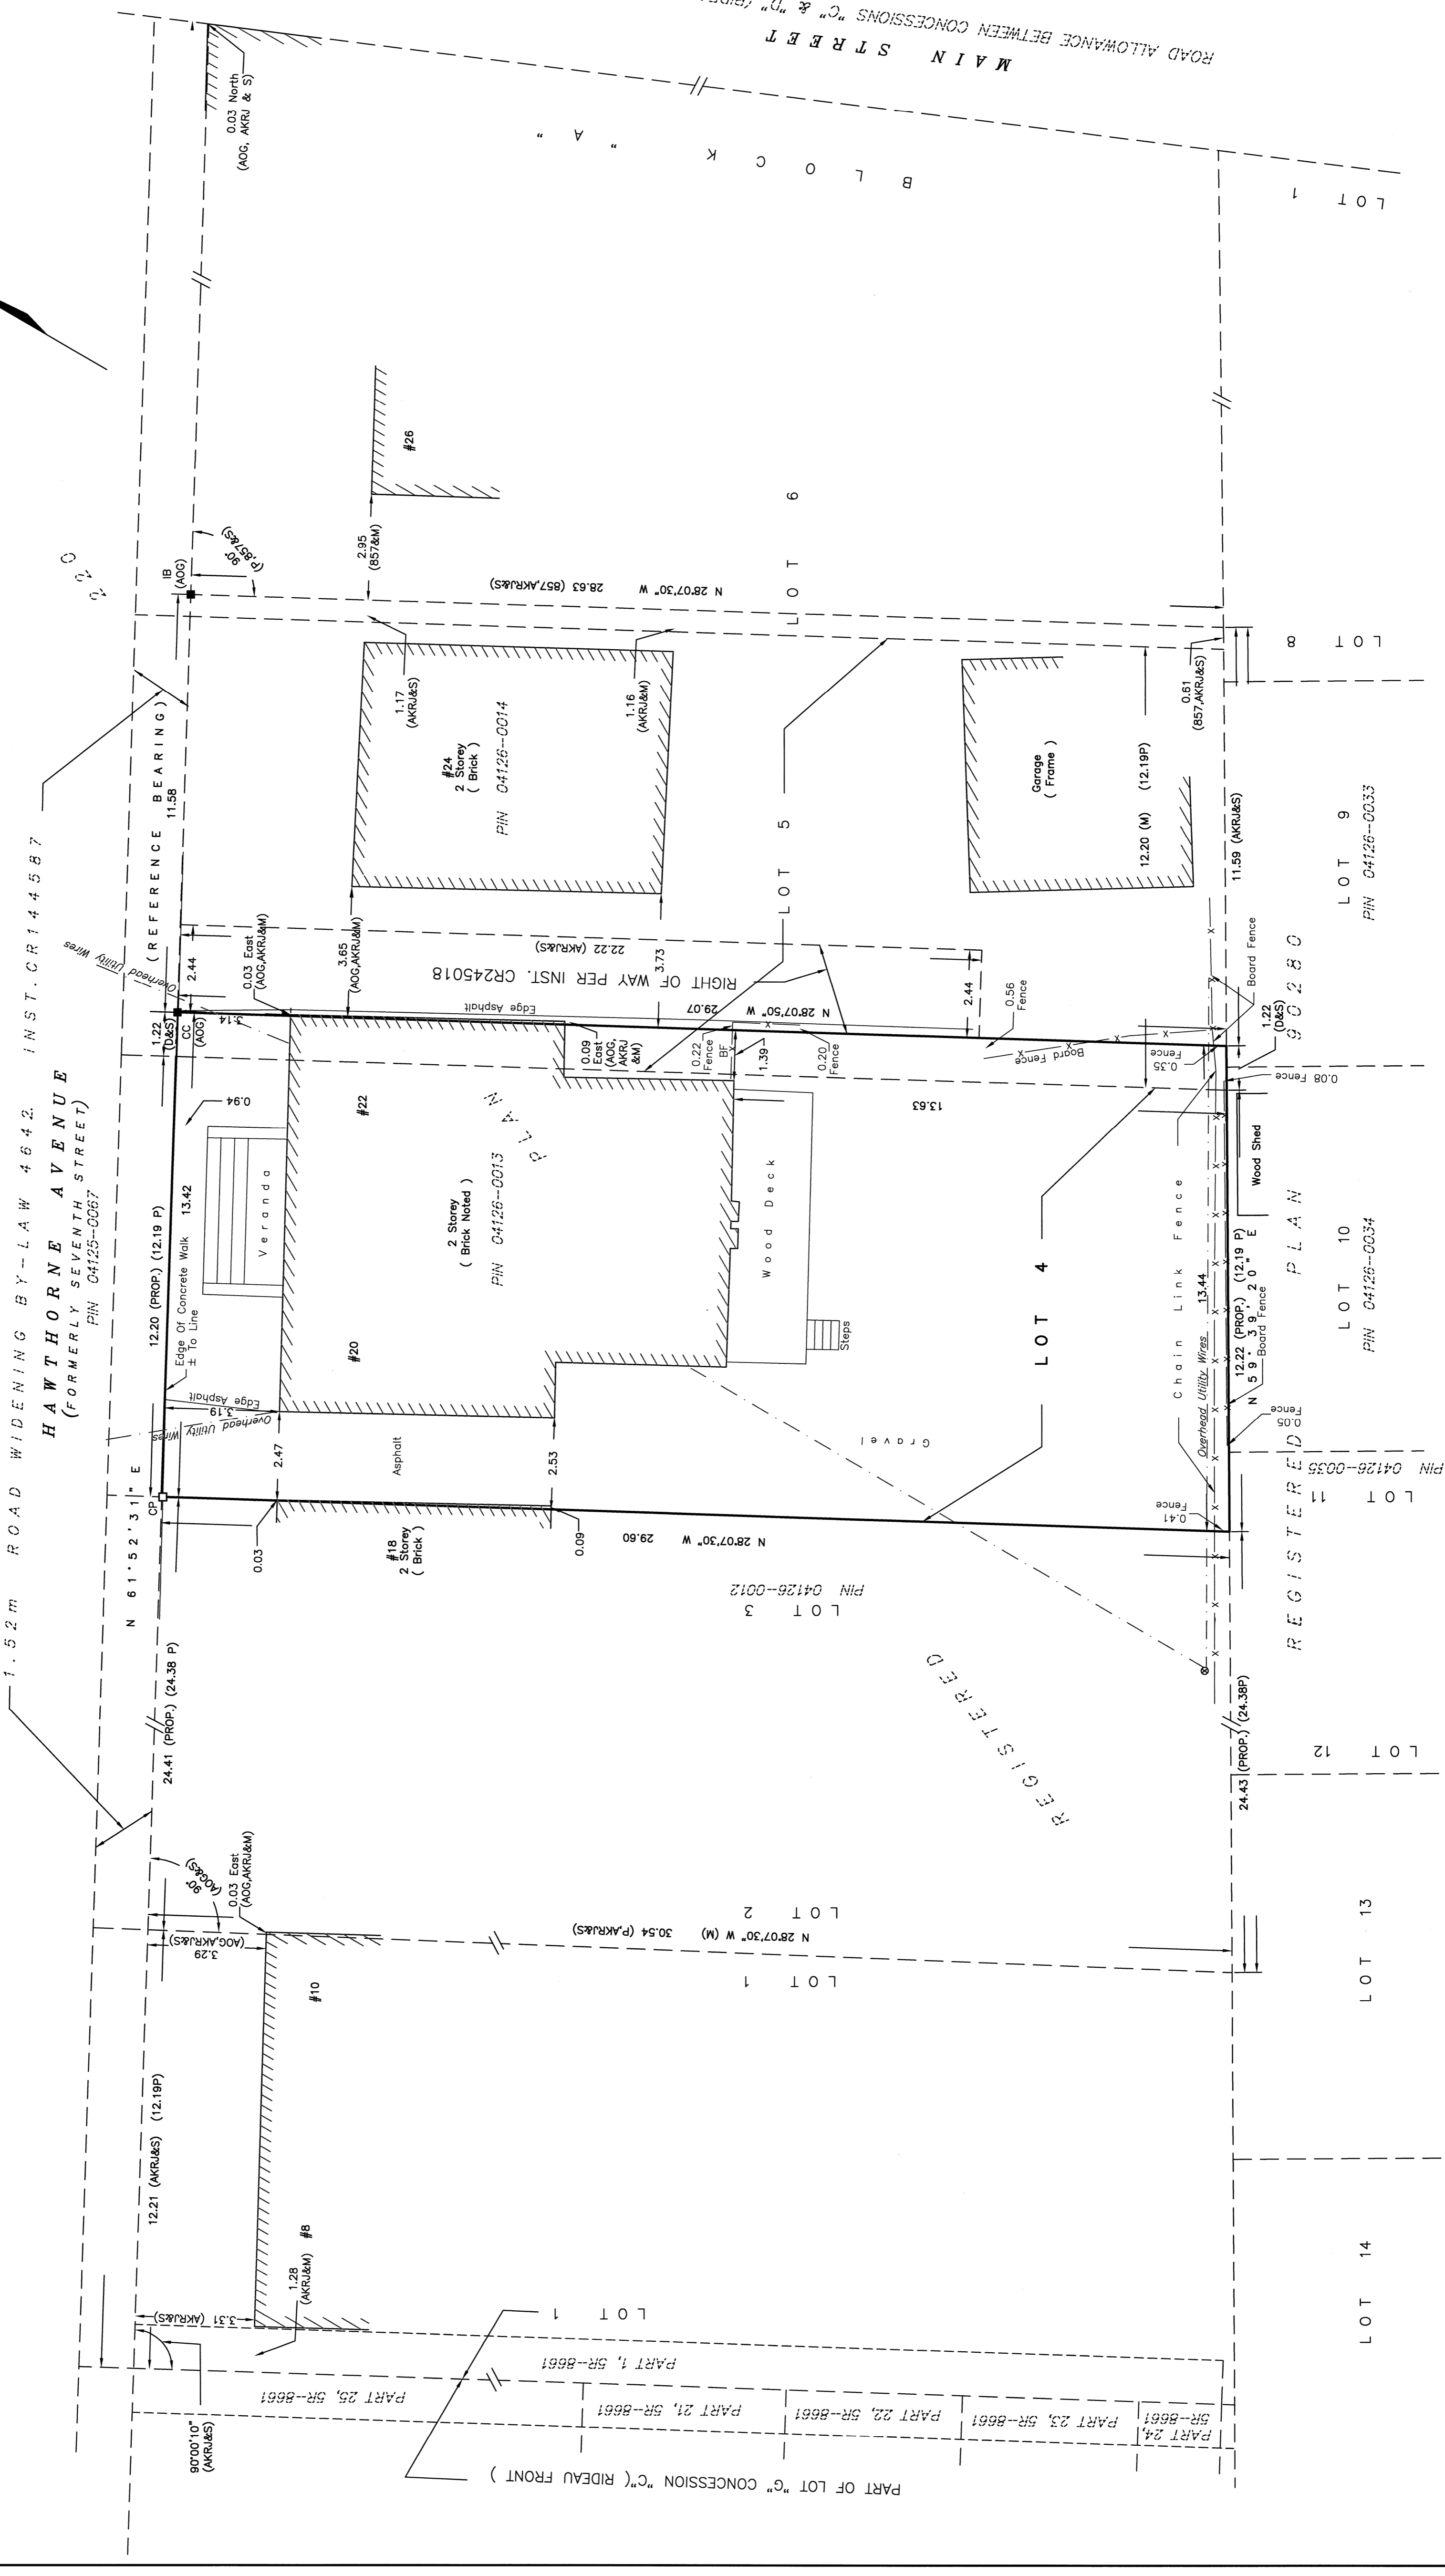 ROAD ALLOWANCE BETWEEN CONCESSIONS "C" & "D"
MAIN STREET
0.03 North
(AOG, AKRJ & S)
BLOCK "A"
LOT 1
#26
2.95
(857&M)
IB
(AOG)
90°
(P,857&S)
N 28°07'30" W 28.63 (857,AKRJ&S)
LOT 6
LOT 8
220
1.52m ROAD WIDENING BY-LAW 4642 INST.CR144587
HAWTHORNE AVENUE
(FORMERLY SEVENTH STREET)
PIN 04125-0067
(REFERENCE BEARING)
11.58
N 61°52'31" E
1.17
(AKRJ&S)
1.16
(AKRJ&M)
#24
2 Storey
( Brick )
PIN 04126-0014
LOT 5
Garage
( Frame )
12.20 (M) (12.19P)
0.61
(857,AKRJ&S)
11.59 (AKRJ&S)
LOT 9
PIN 04126-0033
Overhead Utility Wires
2.44
0.03 East
(AOG,AKRJ&M)
3.65
(AOG,AKRJ&M)
22.22 (AKRJ&S)
RIGHT OF WAY PER INST. CR245018
3.73
2.44
0.56
Fence
Edge Asphalt
N 28°07'50" W 29.07
1.22
(D&S)
CC
(AOG)
3.14
0.09
East
(AOG,
AKRJ
&M)
0.22
Fence
BF
1.39
0.20
Fence
Board Fence
0.35
Fence
Board Fence
1.22
(D&S)
0.08 Fence
12.20 (PROP.) (12.19 P)
Edge Of Concrete Walk
± To Line
13.42
0.94
Veranda
#22
#20
2 Storey
( Brick Noted )
PIN 04126-0013
PLAN
Wood Deck
Steps
13.63
LOT 4
Chain Link Fence
Overhead Utility Wires
13.44
12.22 (PROP.) (12.19 P)
N 59°39'20" E
Board Fence
Wood Shed
REGISTERED PLAN 90280
LOT 10
PIN 04126-0034
0.05
Fence
Edge Asphalt
3.19
Overhead Utility Wires
2.47
Asphalt
2.53
Gravel
0.41
Fence
LOT 11
PIN 04126-0035
CP
0.03
#18
2 Storey
( Brick )
0.09
N 28°07'30" W 29.60
LOT 3
PIN 04126-0012
REGISTERED
24.41 (PROP.) (24.38 P)
24.43 (PROP.) (24.38P)
LOT 12
90°
(AOG&S)
0.03 East
(AOG,AKRJ&M)
3.29
(AOG,AKRJ&S)
LOT 2
N 28°07'30" W (M) 30.54 (P,AKRJ&S)
LOT 1
#10
LOT 13
12.21 (AKRJ&S) (12.19P)
#8
1.28
(AKRJ&M)
3.31 (AKRJ&S)
LOT 14
LOT 1
PART 1, 5R-8661
PART 25, 5R-8661
PART 21, 5R-8661
PART 22, 5R-8661
PART 23, 5R-8661
PART 24,
5R-8661
90°00'10"
(AKRJ&S)
PART OF LOT "G" CONCESSION "C"( RIDEAU FRONT )